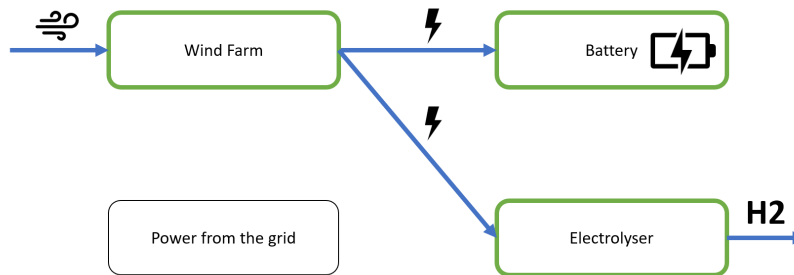 Wind Farm
Battery
Power from the grid
Electrolyser
H2